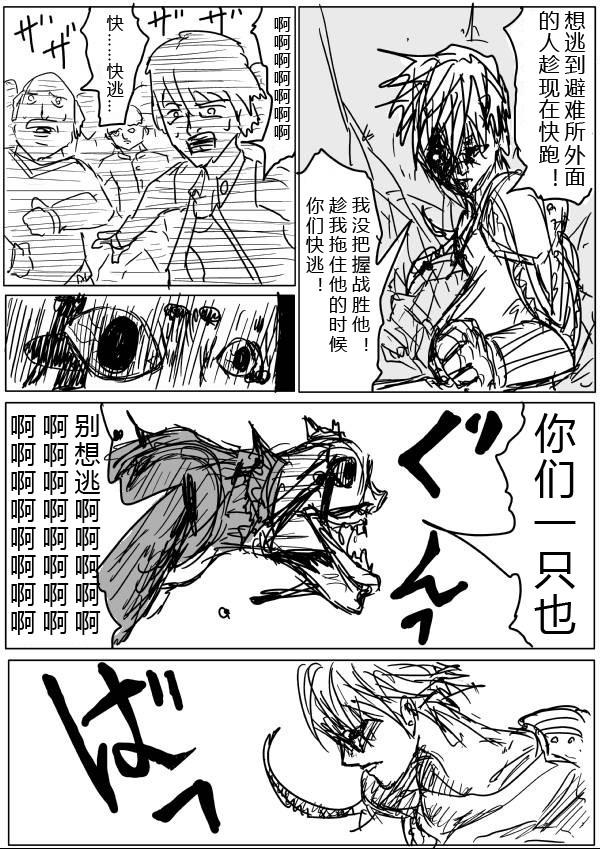 想逃到避难所外面
的人趁现在快跑！
我没把握战胜他！
趁我拖住他的时候
你们快逃！
啊啊啊啊啊啊啊
快……快逃…
ザザ
ザザ
你们一只也
别想逃啊啊啊啊啊
啊啊啊啊啊啊啊啊
啊啊啊啊啊啊啊啊
ぐんっ
ばっ